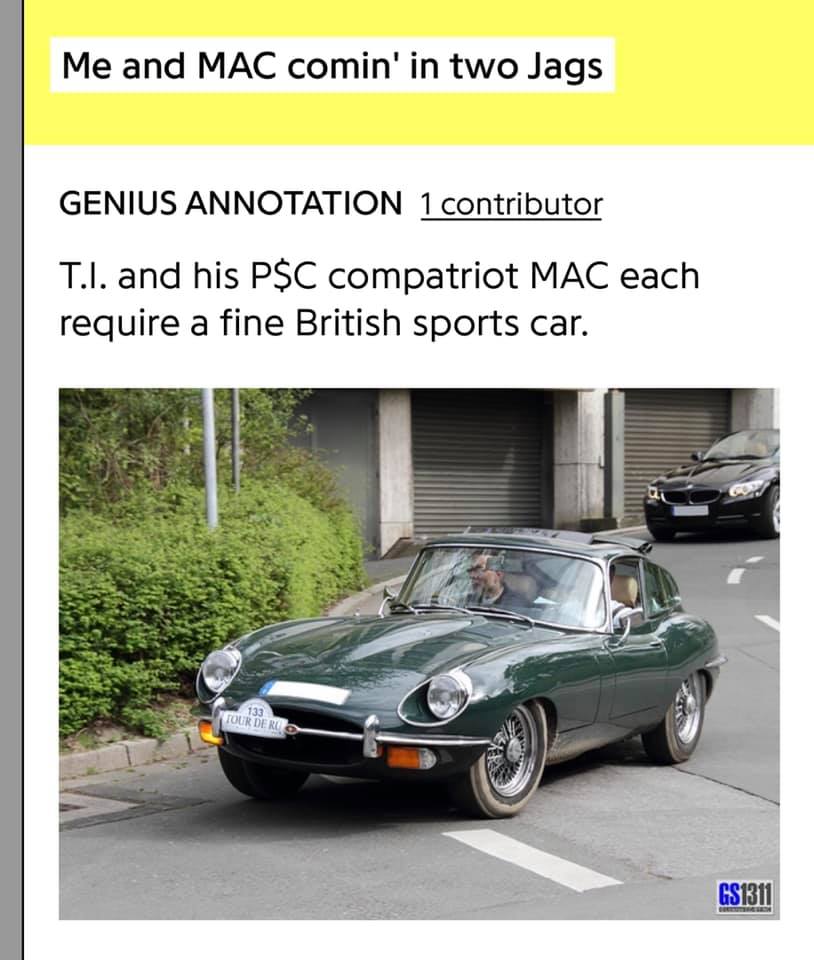 Me and MAC comin' in two Jags
GENIUS ANNOTATION 1 contributor
T.I. and his P$C compatriot MAC each
require a fine British sports car.
133
TOUR DE RU
GS1311